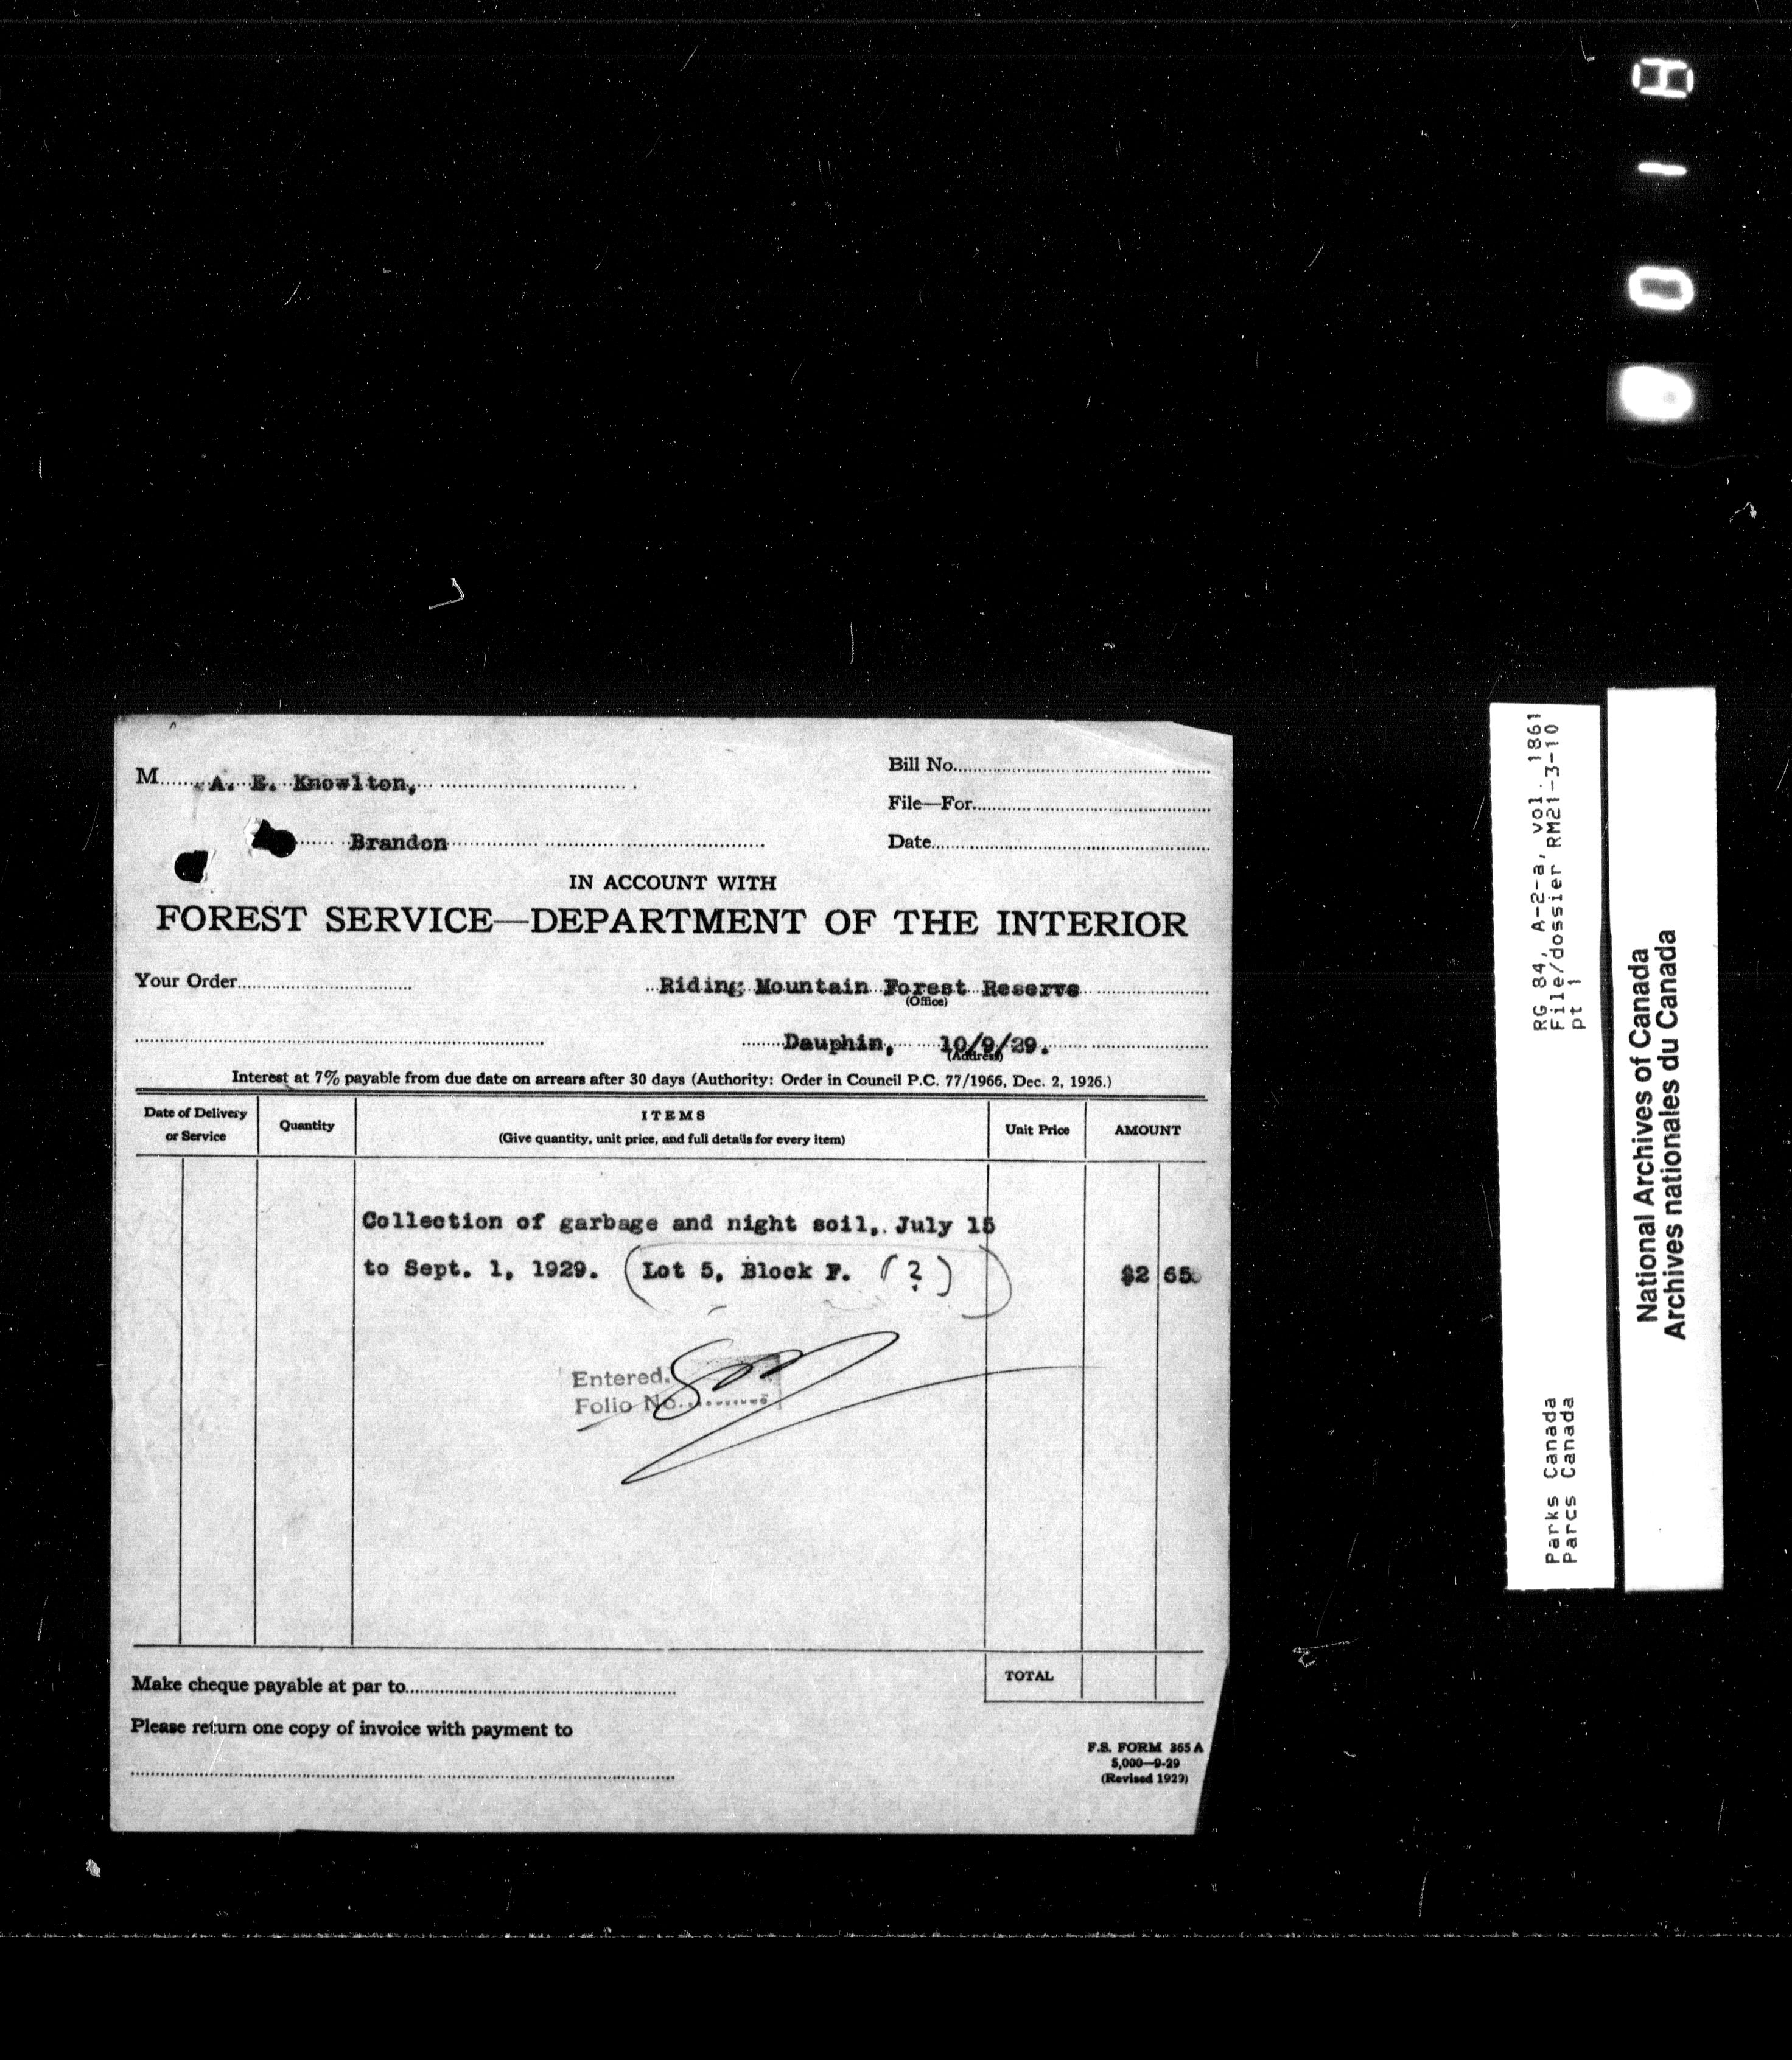 M A. E. Knowlton,
Brandon
Bill No.
File—For
Date
IN ACCOUNT WITH
FOREST SERVICE—DEPARTMENT OF THE INTERIOR
Your Order
Riding Mountain Forest Reserve
(Office)
Dauphin, 10/9/29.
(Address)
Interest at 7% payable from due date on arrears after 30 days (Authority: Order in Council P.C. 77/1966, Dec. 2, 1926.)
Date of Delivery or Service
Quantity
ITEMS
(Give quantity, unit price, and full details for every item)
Unit Price
AMOUNT
Collection of garbage and night soil, July 15
to Sept. 1, 1929. (Lot 5, Block F. (?)) $2 65
Entered
Folio No.
TOTAL
Make cheque payable at par to
Please return one copy of invoice with payment to
F.S. FORM 365 A
5,000—9-29
(Revised 1929)
RG 84, A-2-a, vol. 1861
File/dossier RM21-3-10
pt 1
Parks Canada
Parcs Canada
National Archives of Canada
Archives nationales du Canada